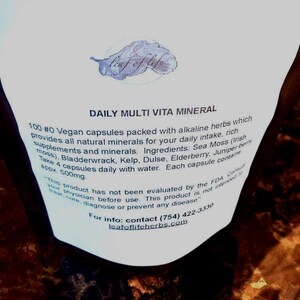 leaf of life
DAILY MULTI VITA MINERAL
100 #0 Vegan capsules packed with alkaline herbs which
provides all natural minerals for your daily intake. rich
supplements and minerals. Ingredients: Sea Moss (Irish
moss), Bladderwrack, Kelp, Dulse, Elderberry, Juniper berry
Take 4 capsules daily with water. Each capsule contains
appx. 500mg.
"This product has not been evaluated by the FDA. Consult
your physician before use. This product is not intended to
treat, cure, diagnose or prevent any disease"
For info: contact (754) 422-3330
leafoflifeherbs.com